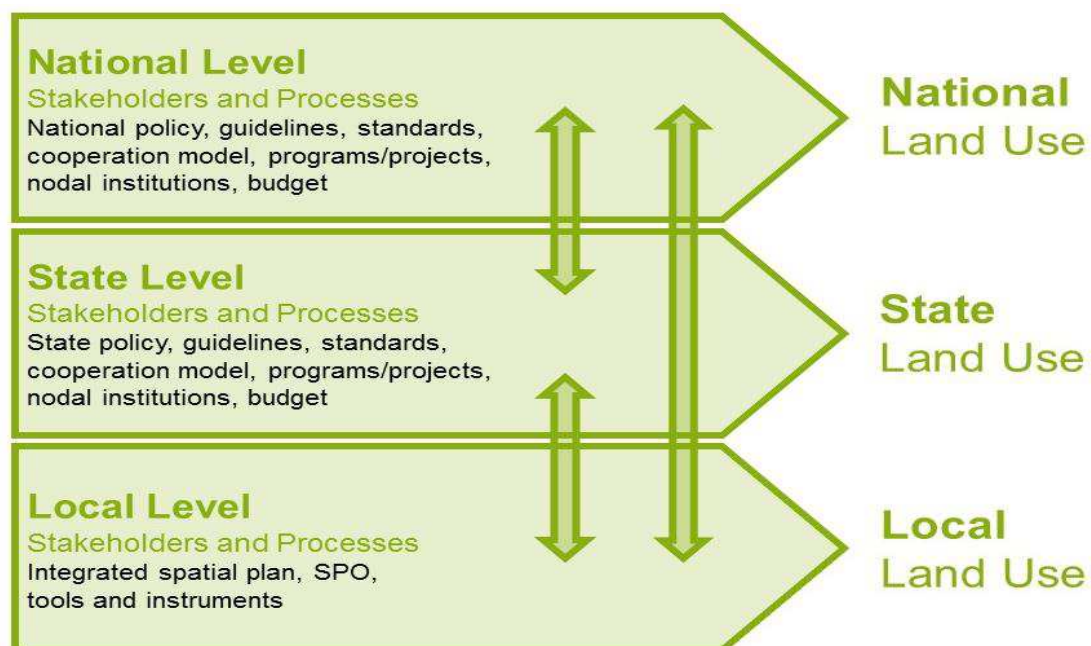 National Level
Stakeholders and Processes
National policy, guidelines, standards,
cooperation model, programs/projects,
nodal institutions, budget
National
Land Use
State Level
Stakeholders and Processes
State policy, guidelines, standards,
cooperation model, programs/projects,
nodal institutions, budget
State
Land Use
Local Level
Stakeholders and Processes
Integrated spatial plan, SPO,
tools and instruments
Local
Land Use